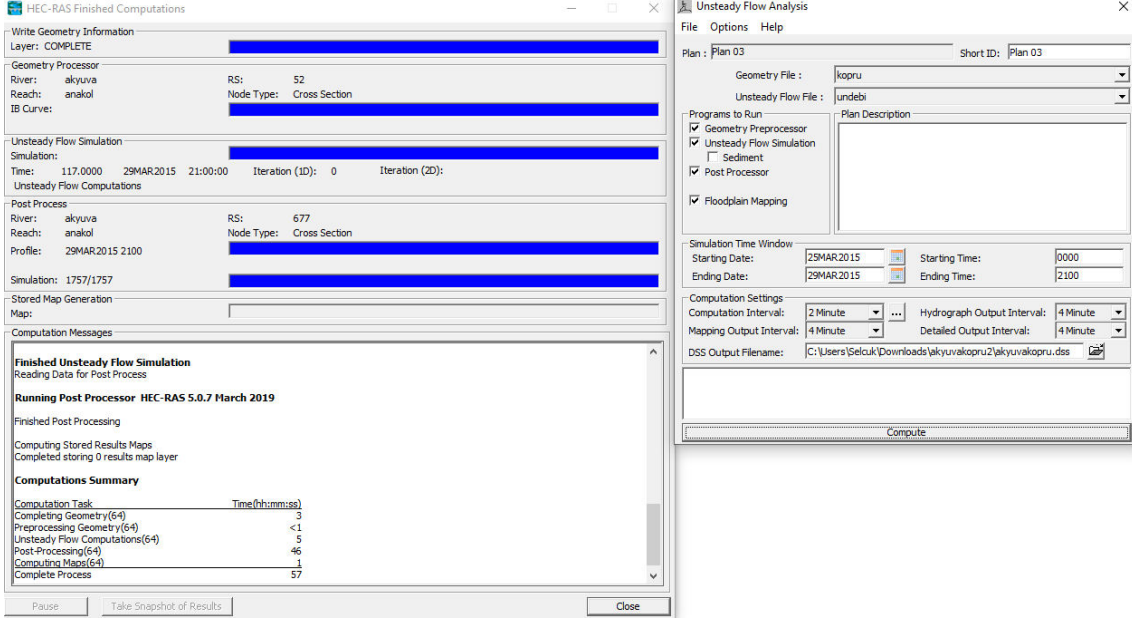 HEC-RAS Finished Computations
Write Geometry Information
Layer: COMPLETE
Geometry Processor
River: akyuva RS: 52
Reach: anakol Node Type: Cross Section
IB Curve:
Unsteady Flow Simulation
Simulation:
Time: 117.0000 29MAR2015 21:00:00 Iteration (1D): 0 Iteration (2D):
Unsteady Flow Computations
Post Process
River: akyuva RS: 677
Reach: anakol Node Type: Cross Section
Profile: 29MAR2015 2100
Simulation: 1757/1757
Stored Map Generation
Map:
Computation Messages
Finished Unsteady Flow Simulation
Reading Data for Post Process
Running Post Processor HEC-RAS 5.0.7 March 2019
Finished Post Processing
Computing Stored Results Maps
Completed storing 0 results map layer
Computations Summary
Computation Task Time(hh:mm:ss)
Completing Geometry(64) 3
Preprocessing Geometry(64) <1
Unsteady Flow Computations(64) 5
Post-Processing(64) 46
Computing Maps(64) 1
Complete Process 57
Pause Take Snapshot of Results Close
Unsteady Flow Analysis
File Options Help
Plan : Plan 03 Short ID: Plan 03
Geometry File : kopru
Unsteady Flow File : undebi
Programs to Run
Geometry Preprocessor
Unsteady Flow Simulation
Sediment
Post Processor
Floodplain Mapping
Plan Description
Simulation Time Window
Starting Date: 25MAR2015 Starting Time: 0000
Ending Date: 29MAR2015 Ending Time: 2100
Computation Settings
Computation Interval: 2 Minute ... Hydrograph Output Interval: 4 Minute
Mapping Output Interval: 4 Minute Detailed Output Interval: 4 Minute
DSS Output Filename: C:\Users\Selcuk\Downloads\akyuvakopru2\akyuvakopru.dss
Compute